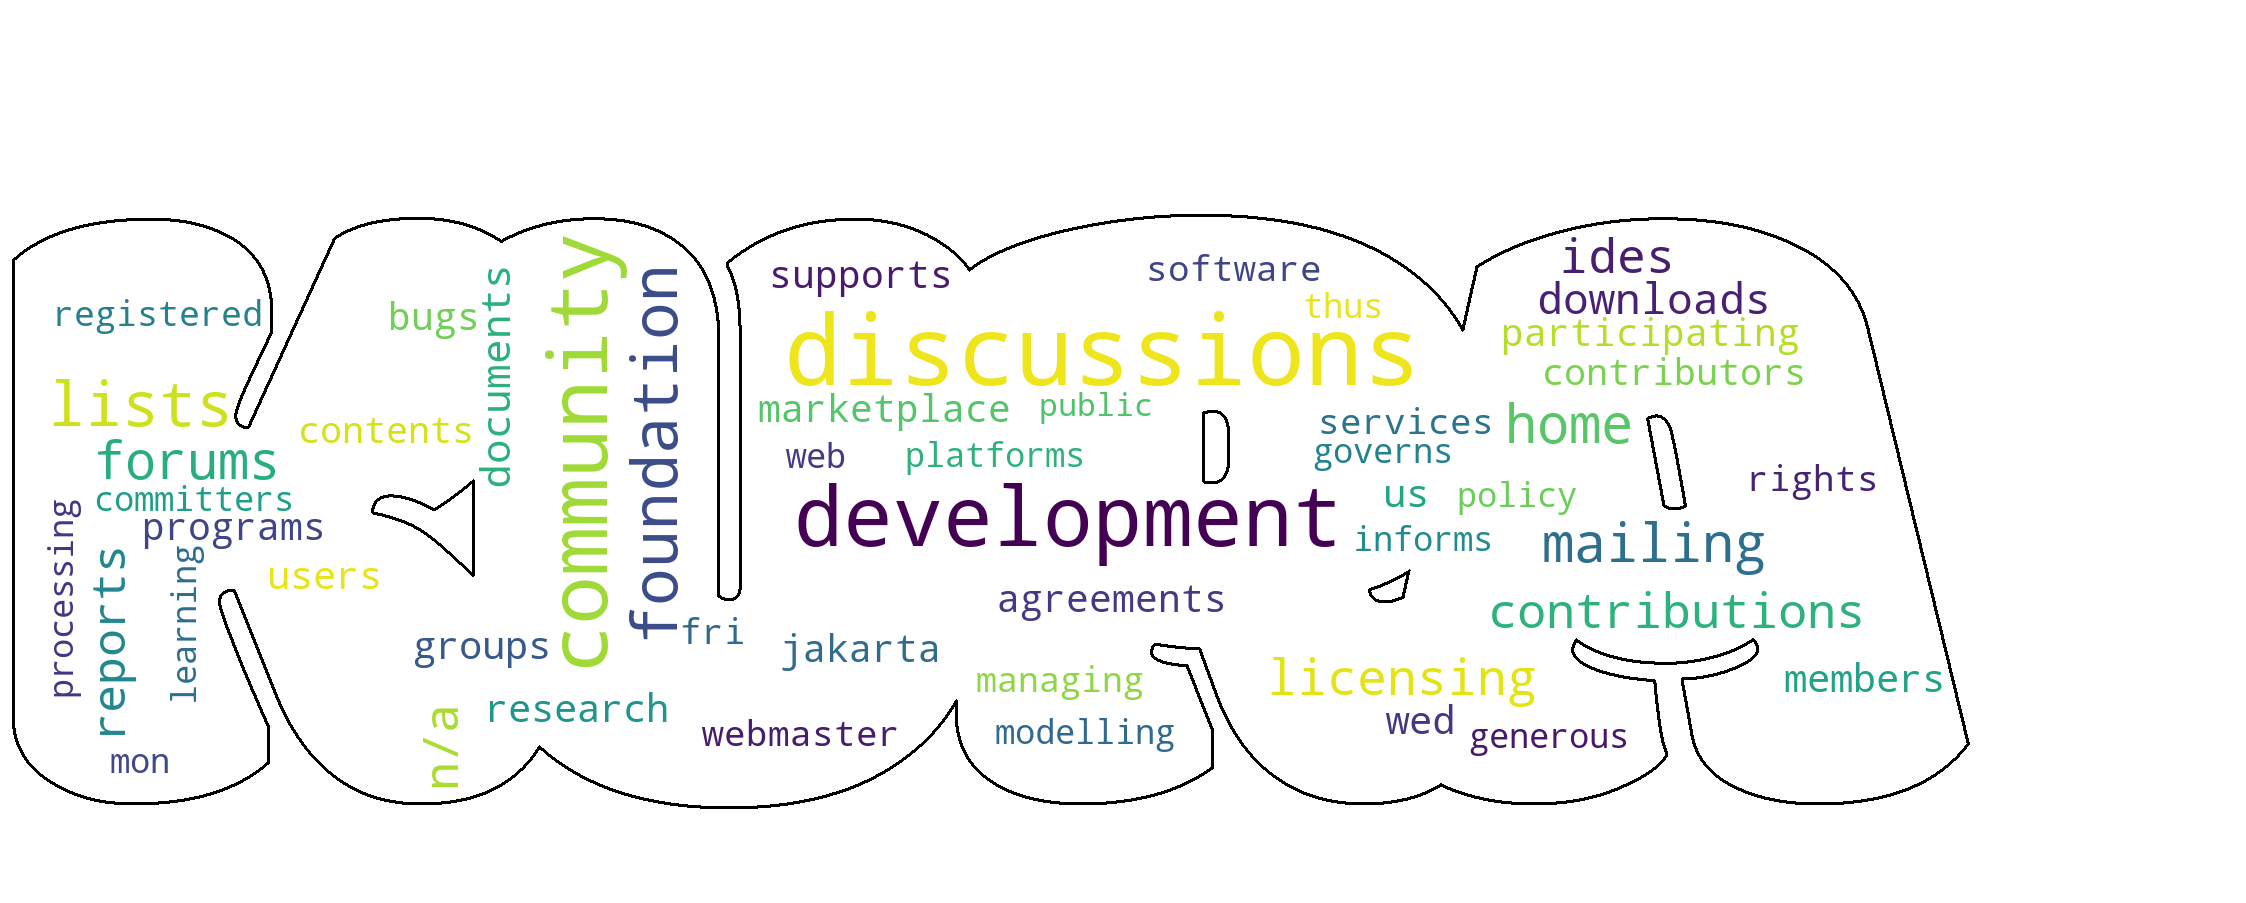 registered
lists
forums
committers
programs
processing
reports
learning
users
mon
bugs
contents
documents
community
foundation
groups
fri
research
n/a
supports
software
thus
discussions
marketplace
public
web
platforms
development
services
governs
us
policy
informs
agreements
jakarta
managing
webmaster
modelling
ides
downloads
participating
contributors
home
rights
mailing
contributions
licensing
members
wed
generous